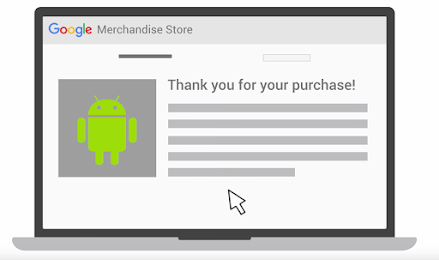 Google Merchandise Store
Thank you for your purchase!